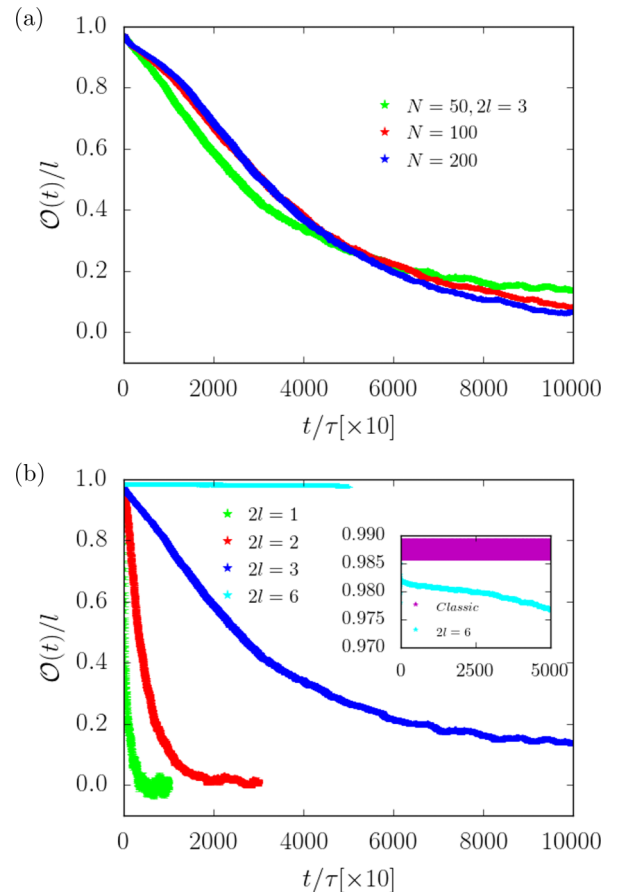 (a)
1.0
0.8
0.6
0.4
0.2
0.0
O(t)/l
N = 50, 2l = 3
N = 100
N = 200
0 2000 4000 6000 8000 10000
t/τ[×10]
(b)
1.0
0.8
0.6
0.4
0.2
0.0
O(t)/l
2l = 1
2l = 2
2l = 3
2l = 6
0.990
0.985
0.980
0.975
0.970
Classic
2l = 6
0 2500 5000
0 2000 4000 6000 8000 10000
t/τ[×10]